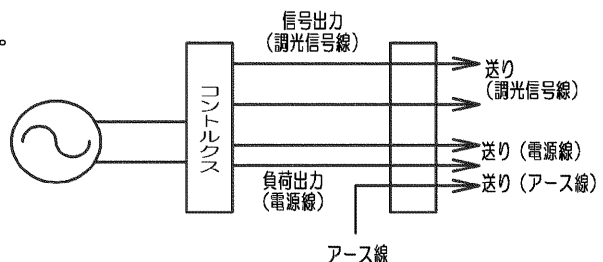 。
信号出力
（調光信号線）
送り
（調光信号線）
コントルクス
送り（電源線）
負荷出力
（電源線）
送り（アース線）
アース線